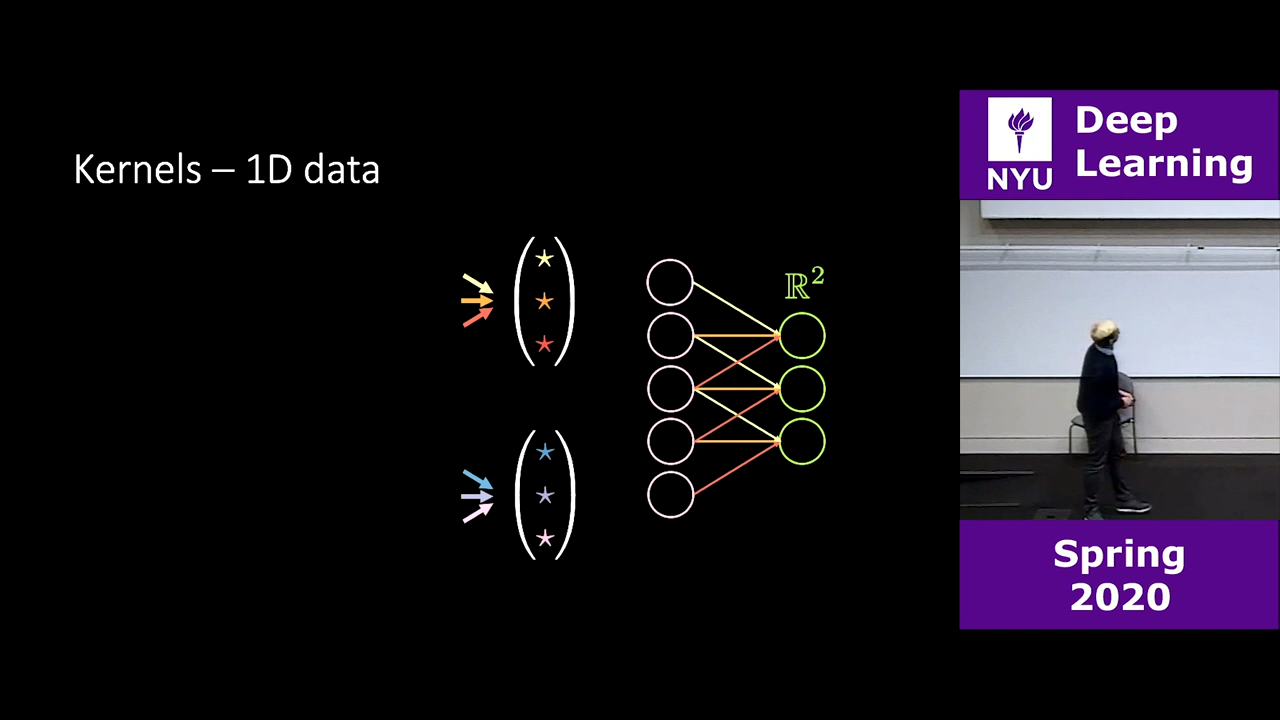 Kernels – 1D data
ℝ²
NYU
Deep
Learning
Spring
2020